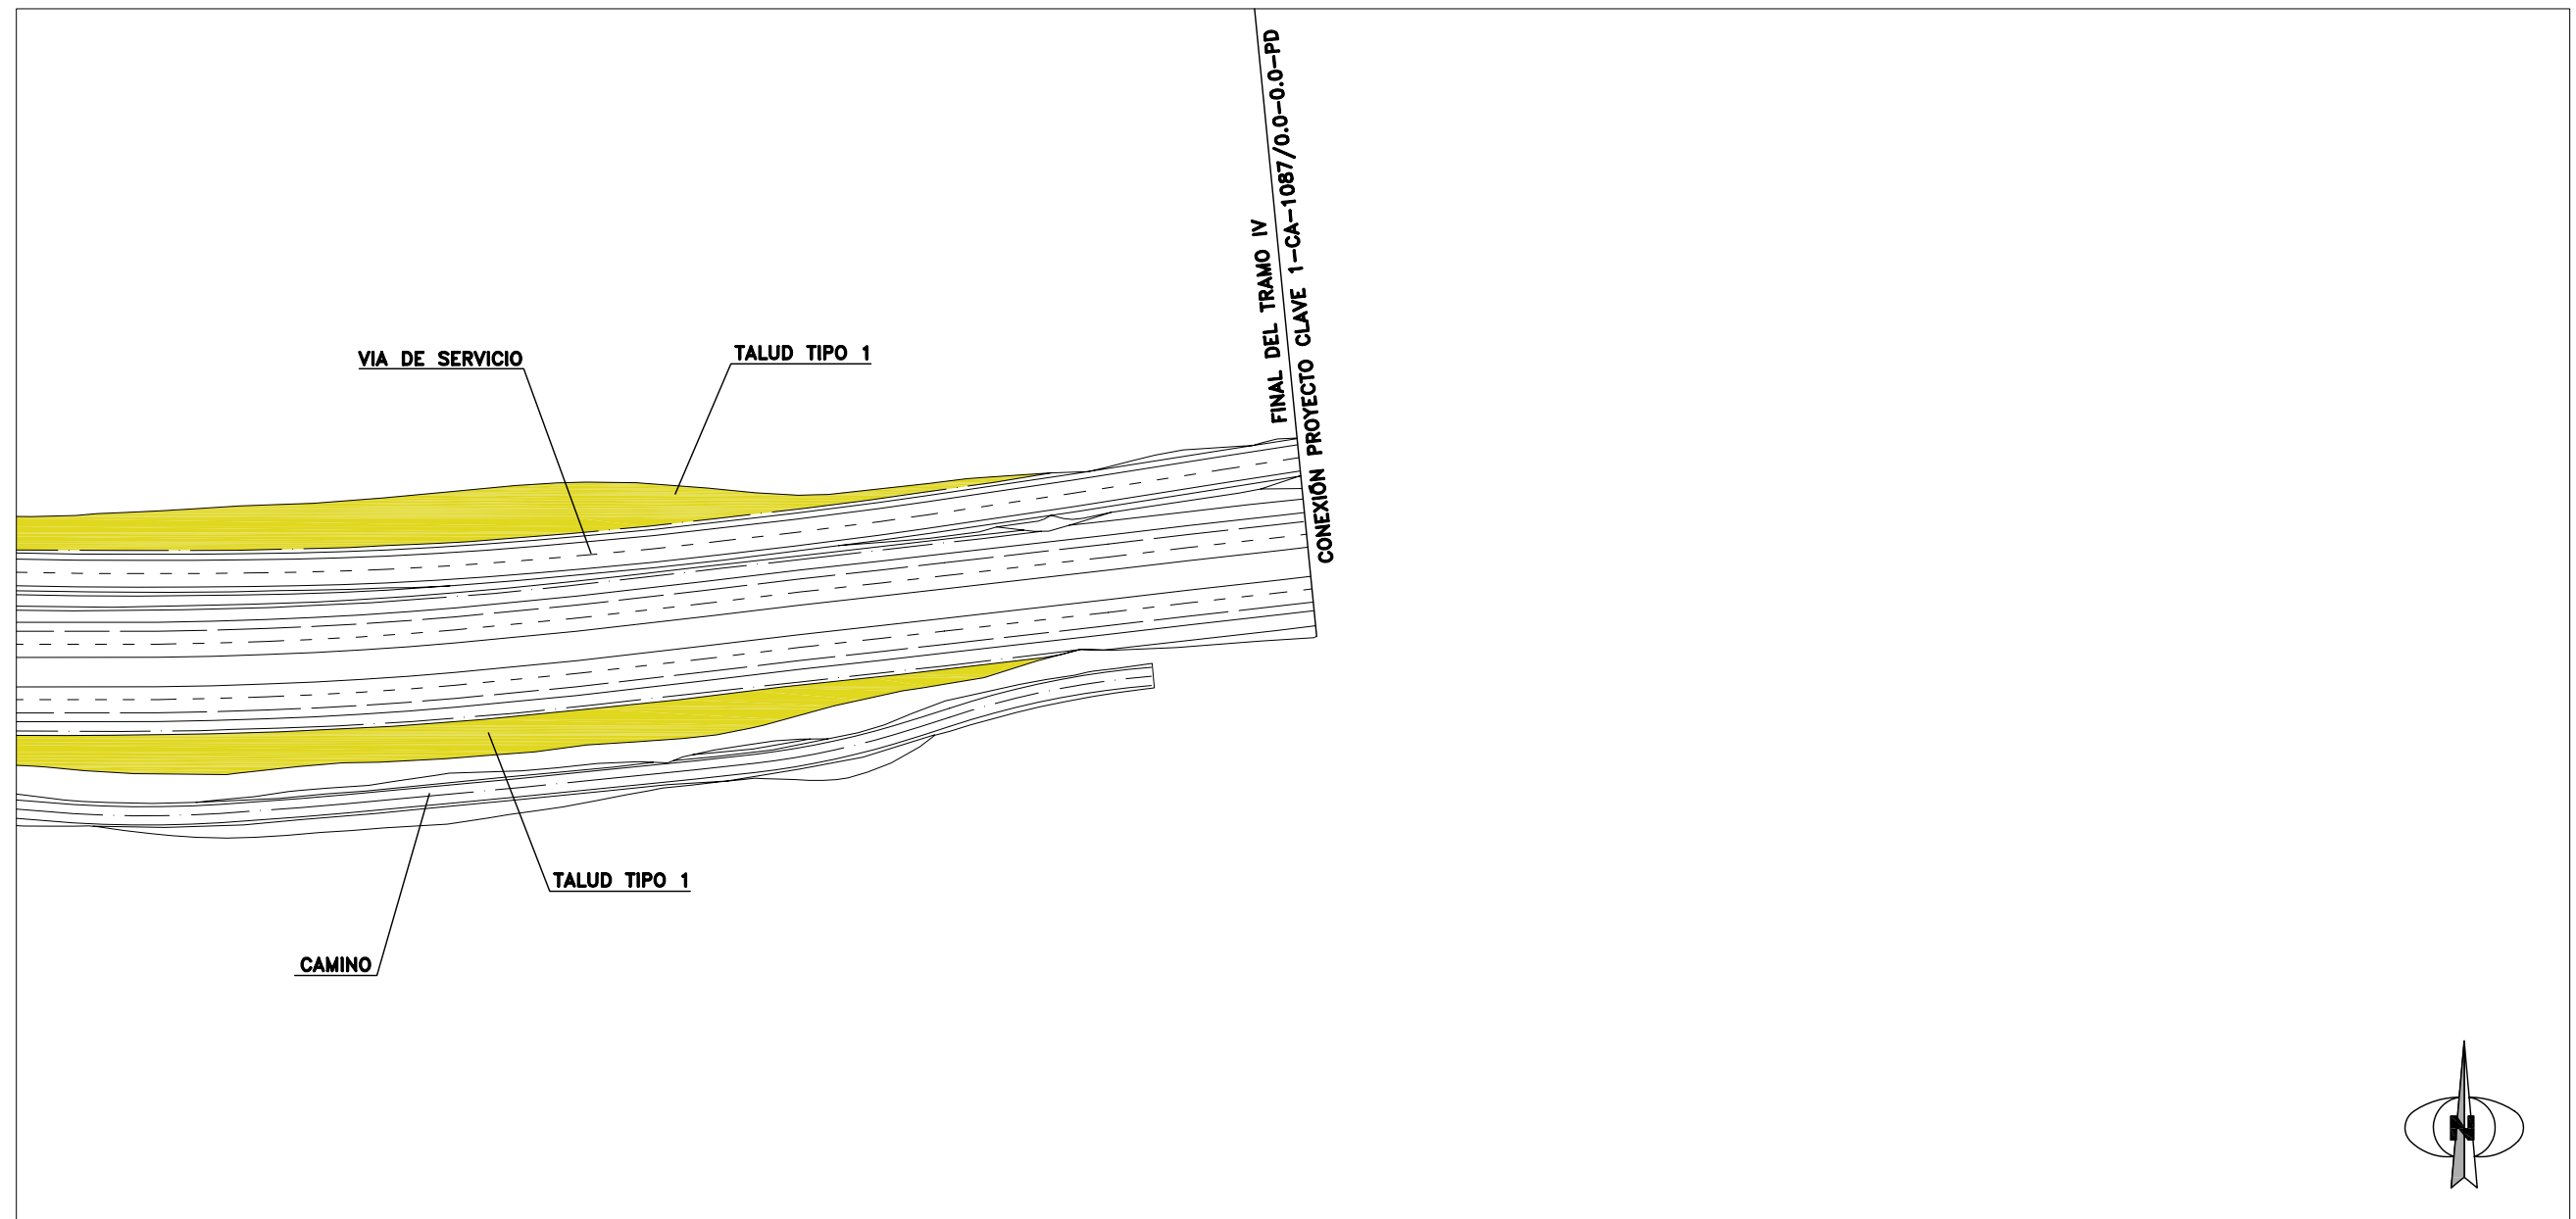 FINAL DEL TRAMO IV
CONEXIÓN PROYECTO CLAVE 1-CA-1087/0.0-0.0-PD
VIA DE SERVICIO
TALUD TIPO 1
TALUD TIPO 1
CAMINO
N